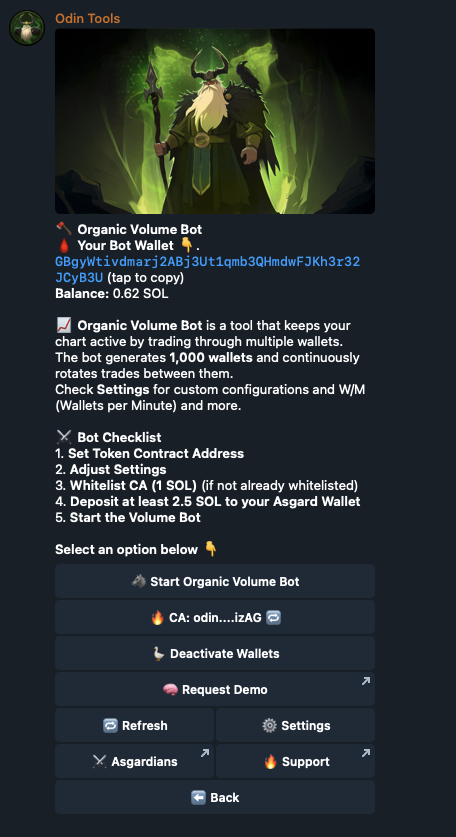 Odin Tools
🪓 Organic Volume Bot
🩸 Your Bot Wallet 👇.
GBgyWtivdmarj2ABj3Ut1qmb3QHmdwFJKh3r32
JCyB3U (tap to copy)
Balance: 0.62 SOL
📈 Organic Volume Bot is a tool that keeps your
chart active by trading through multiple wallets.
The bot generates 1,000 wallets and continuously
rotates trades between them.
Check Settings for custom configurations and W/M
(Wallets per Minute) and more.
⚔️ Bot Checklist
1. Set Token Contract Address
2. Adjust Settings
3. Whitelist CA (1 SOL) (if not already whitelisted)
4. Deposit at least 2.5 SOL to your Asgard Wallet
5. Start the Volume Bot
Select an option below 👇
🐺 Start Organic Volume Bot
🔥 CA: odin....izAG 🔁
🪿 Deactivate Wallets
🧠 Request Demo
🔁 Refresh
⚙️ Settings
⚔️ Asgardians
🔥 Support
⬅️ Back